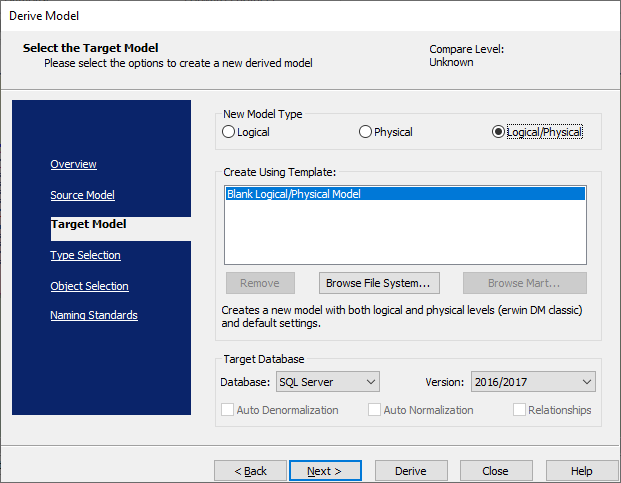 Derive Model
Select the Target Model
Please select the options to create a new derived model
Compare Level:
Unknown
Overview
Source Model
Target Model
Type Selection
Object Selection
Naming Standards
New Model Type
Logical
Physical
Logical/Physical
Create Using Template:
Blank Logical/Physical Model
Remove
Browse File System...
Browse Mart...
Creates a new model with both logical and physical levels (erwin DM classic)
and default settings.
Target Database
Database:
SQL Server
Version:
2016/2017
Auto Denormalization
Auto Normalization
Relationships
< Back
Next >
Derive
Close
Help